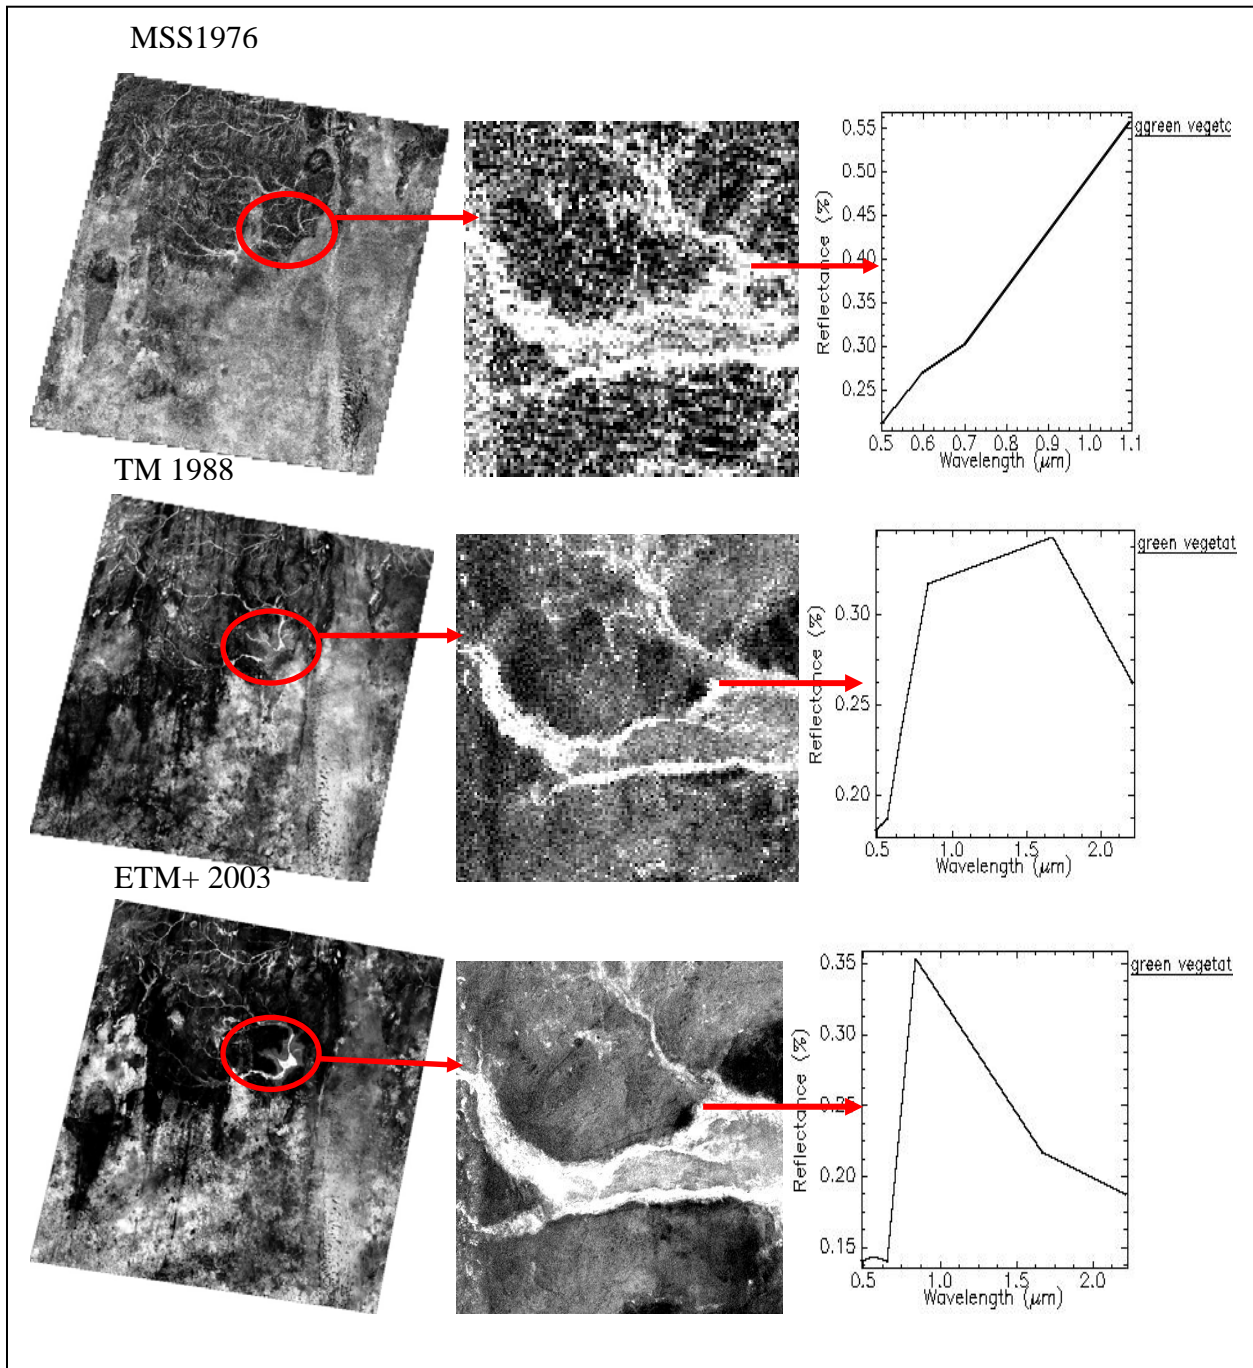 MSS1976
0.55
0.50
0.45
0.40
0.35
0.30
0.25
Reflectance (%)
0.5 0.6 0.7 0.8 0.9 1.0 1.1
Wavelength (μm)
ggreen vegetc
TM 1988
0.30
0.25
0.20
Reflectance (%)
0.5 1.0 1.5 2.0
Wavelength (μm)
green vegetat
ETM+ 2003
0.35
0.30
0.25
0.20
0.15
Reflectance (%)
0.5 1.0 1.5 2.0
Wavelength (μm)
green vegetat